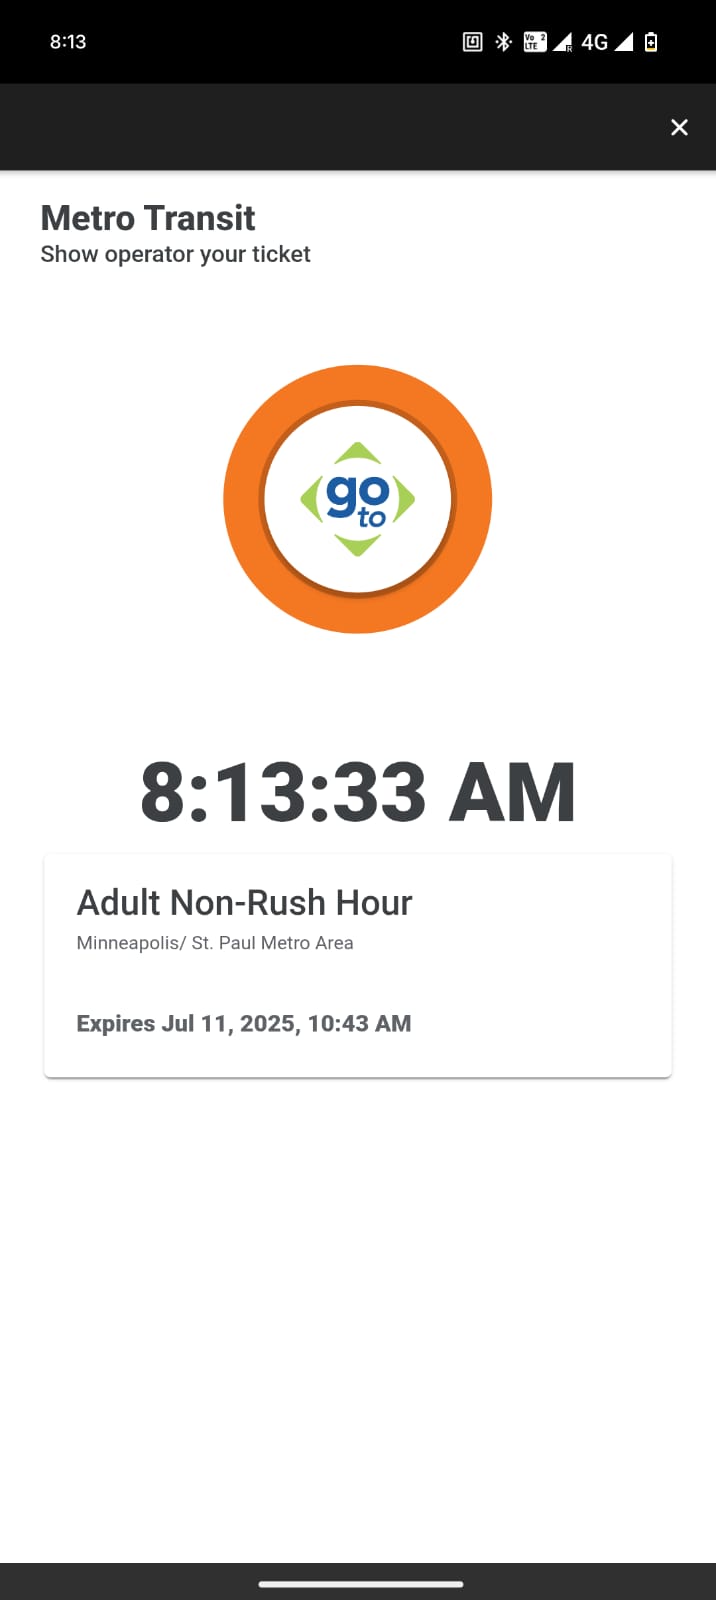 8:13
Vo 2
LTE
R
4G
Metro Transit
Show operator your ticket
go
to
8:13:33 AM
Adult Non-Rush Hour
Minneapolis/ St. Paul Metro Area
Expires Jul 11, 2025, 10:43 AM